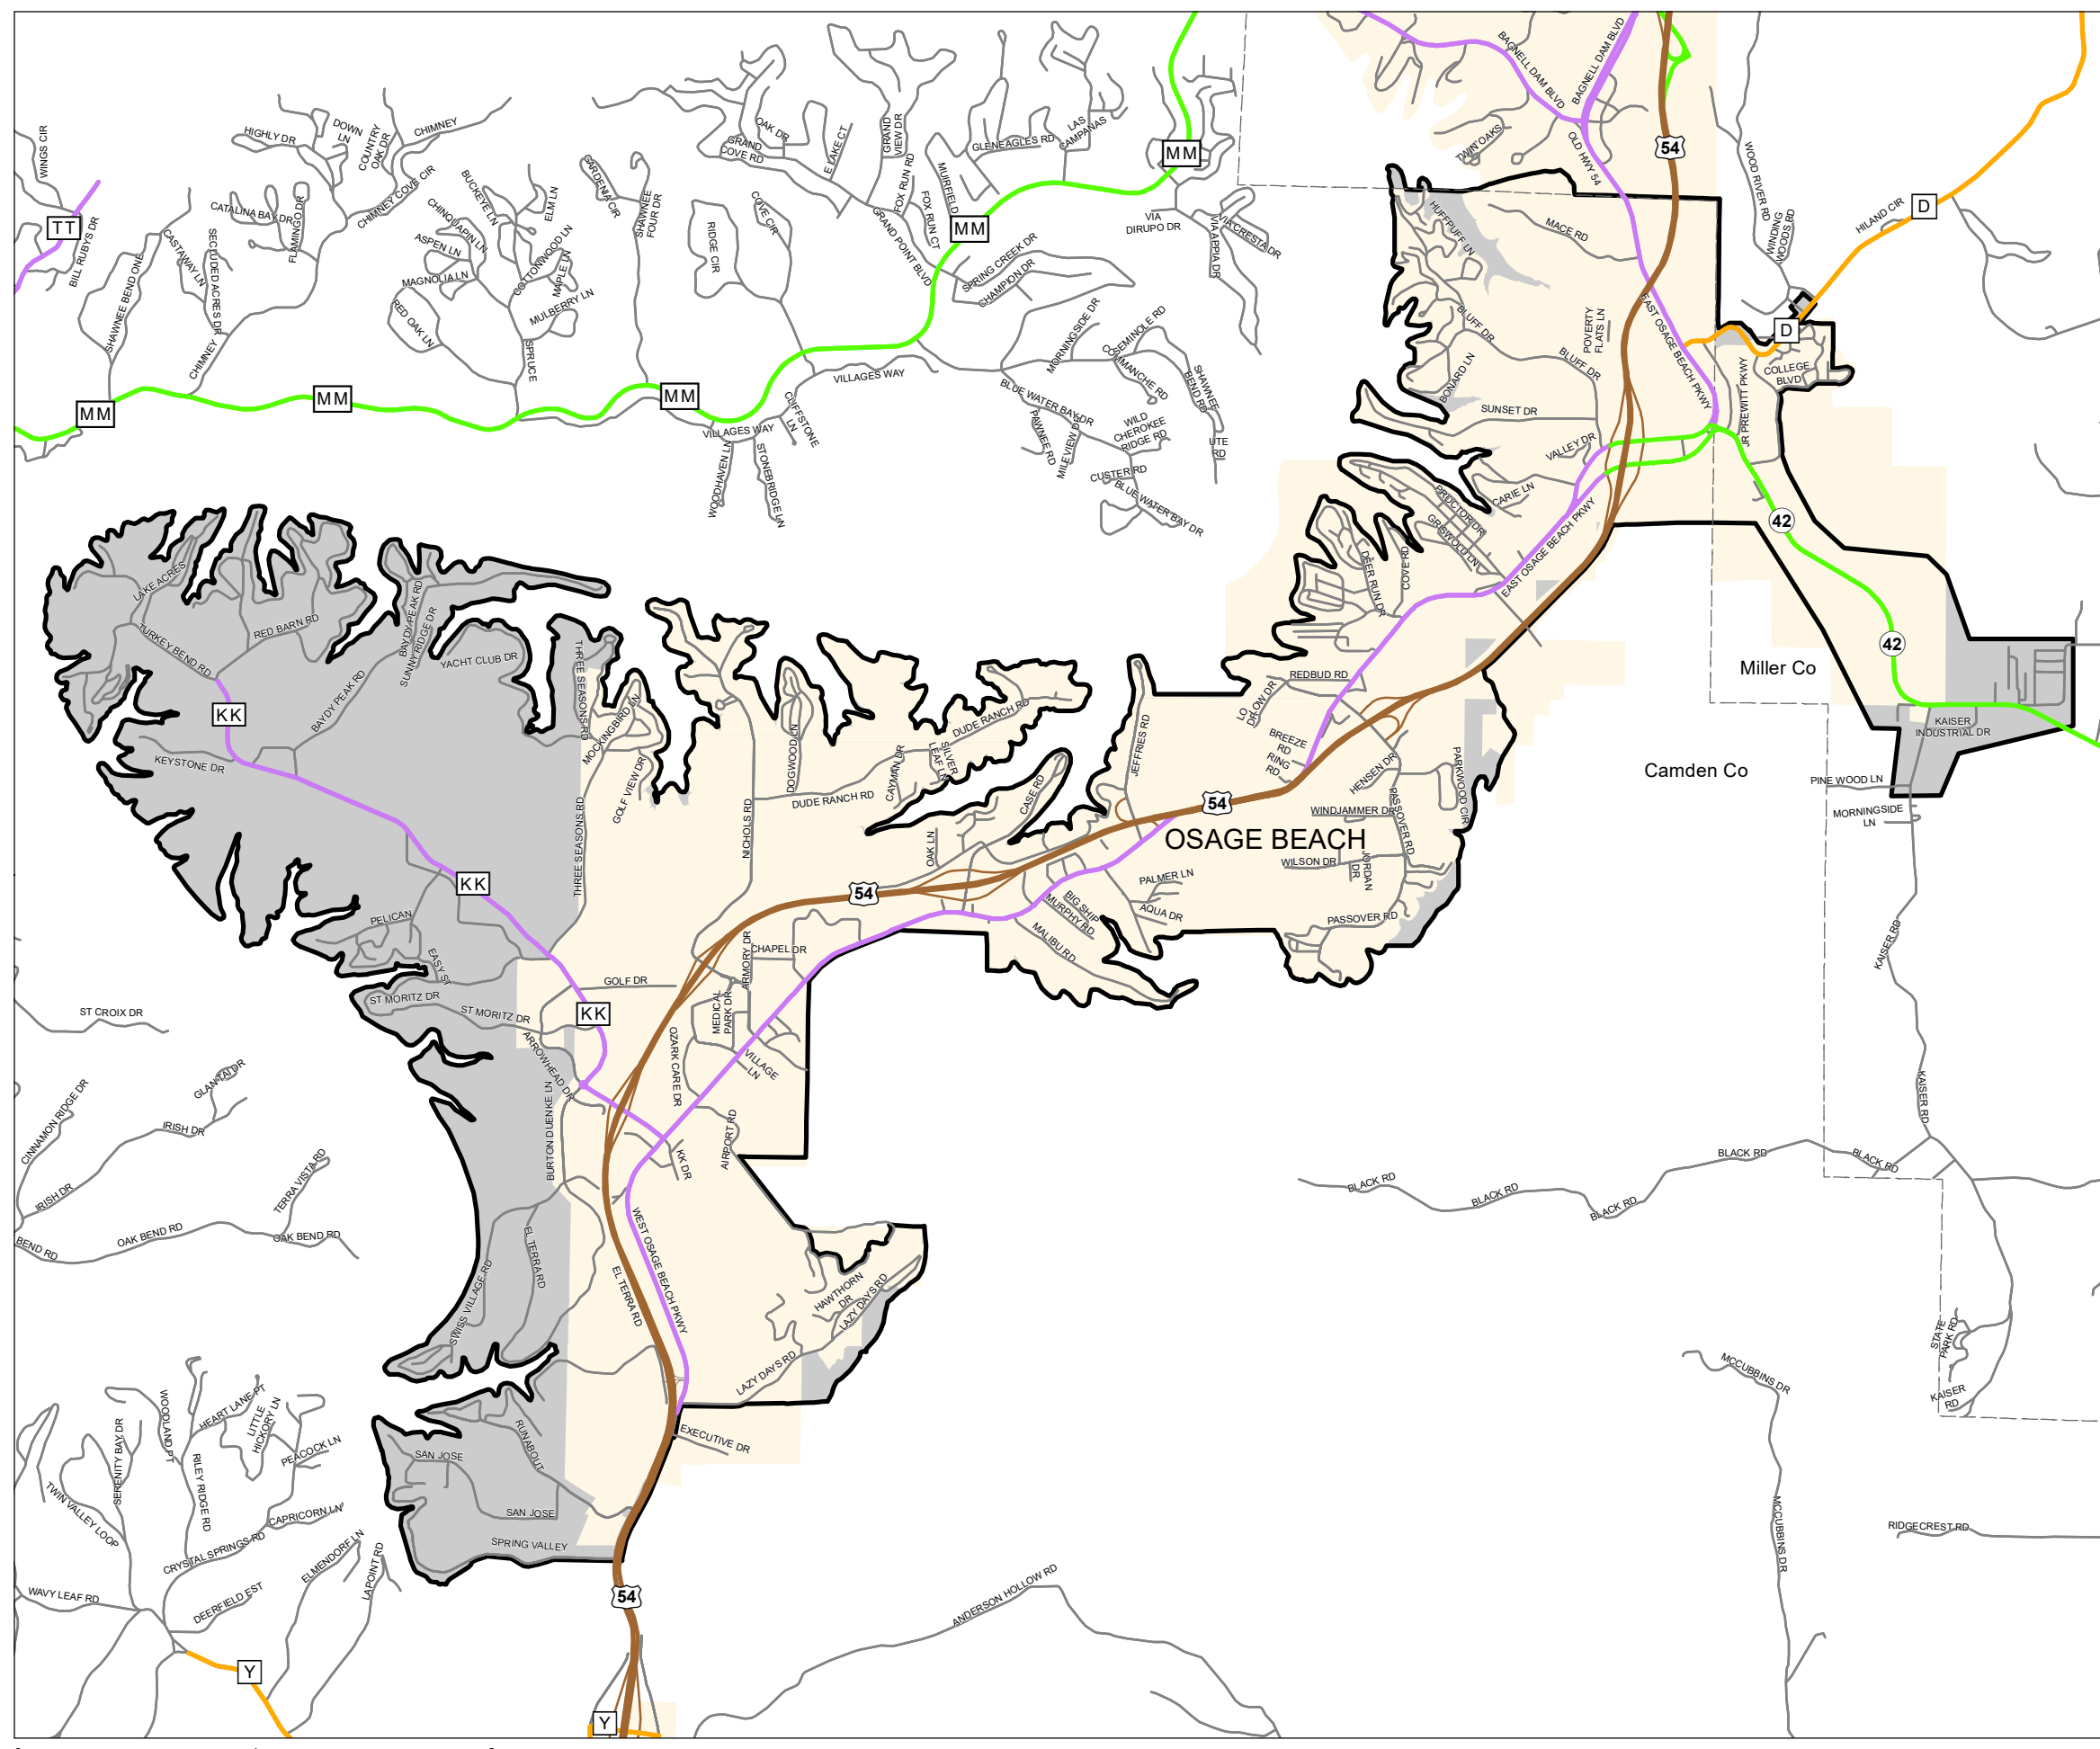 WINGS CIR
TT
BILL RUBYS DR
HIGHLY DR
DOWN
LN
COUNTRY
OAK DR
CHIMNEY
CHIMNEY COVE CIR
CATALINA BAY DR
FLAMINGO DR
CASTAWAY LN
SECLUDED ACRES DR
SHAWNEE BEND ONE
CHIMNEY
BUCKEYE LN
CHINQUAPIN LN
ASPEN LN
MAGNOLIA LN
RED OAK LN
ELM LN
COTTONWOOD LN
MAPLE LN
MULBERRY LN
SPRUCE
GARDENIA CIR
SHAWNEE
FOUR DR
RIDGE CIR
COVE CIR
OAK DR
GRAND
COVE RD
E LAKE CT
GRAND
VIEW DR
FOX RUN RD
FOX RUN CT
MUIRFIELD
GRAND POINT BLVD
GLENEAGLES RD
LAS
CAMPANAS
MM
MM
MM
MM
MM
SPRING CREEK DR
CHAMPION DR
VIA
DIRUPO DR
VIA APPIA DR
VIA CRESTA DR
MORNINGSIDE DR
SEMINOLE RD
COMMANCHE RD
SHAWNEE
BEND RD
UTE
RD
BLUE WATER BAY DR
PAWNEE RD
MILEVIEW DR
WILD
CHEROKEE
RIDGE RD
CUSTER RD
BLUE WATER BAY DR
VILLAGES WAY
VILLAGES WAY
CLIFFSTONE
LN
WOODHAVEN LN
STONEBRIDGE LN
BAGNELL DAM BLVD
BAGNELL DAM BLVD
TWIN OAKS
OLD HWY 54
54
WOOD RIVER RD
WINDING
WOODS RD
HILAND CIR
D
D
HUFFPUFF LN
MACE RD
EAST OSAGE BEACH PKWY
BLUFF DR
BLUFF DR
POVERTY
FLATS LN
BONARD LN
SUNSET DR
VALLEY DR
CARIE LN
PROCTOR DR
GRISWOLD LN
EAST OSAGE BEACH PKWY
JR PREWITT PKWY
COLLEGE
BLVD
42
42
DEER RUN DR
COVE RD
Miller Co
Camden Co
KAISER
INDUSTRIAL DR
PINE WOOD LN
MORNINGSIDE
LN
KAISER RD
KAISER RD
LAKE ACRES
TURKEY BEND RD
RED BARN RD
BAYDY PEAK RD
SUNNY RIDGE DR
YACHT CLUB DR
BAYDY PEAK RD
KK
KK
KK
KEYSTONE DR
THREE SEASONS RD
MOCKINGBIRD LN
GOLF VIEW DR
THREE SEASONS RD
NICHOLS RD
DOGWOOD LN
DUDE RANCH RD
CAYMAN DR
SILVER
LEAF LN
DUDE RANCH RD
OAK LN
CASE RD
JEFFRIES RD
REDBUD RD
BREEZE
RD
RING
RD
HENSEN DR
PARKWOOD CIR
WINDJAMMER DR
PASSOVER RD
WILSON DR
JORDAN
DR
PASSOVER RD
54
54
OSAGE BEACH
PALMER LN
AQUA DR
BIG SHIP
MURPHY RD
MALIBU RD
PELICAN
EASY ST
ST MORITZ DR
ST MORITZ DR
GOLF DR
CHAPEL DR
ARMORY DR
MEDICAL
PARK DR
VILLAGE
LN
OZARK CARE DR
AIRPORT RD
KK DR
ARROWHEAD DR
BURTON DUENKE LN
EL TERRA RD
EL TERRA RD
SWISS VILLAGE RD
WEST OSAGE BEACH PKWY
HAWTHORN
DR
LAZY DAYS RD
LAZY DAYS RD
EXECUTIVE DR
RUNABOUT
SAN JOSE
SAN JOSE
SPRING VALLEY
54
Y
Y
ST CROIX DR
CINNAMON RIDGE DR
GLAN TAI DR
IRISH DR
IRISH DR
TERRA VISTA RD
OAK BEND RD
OAK BEND RD
BEND RD
WOODLAND PT
HEART LANE PT
LITTLE
HICKORY LN
PEACOCK LN
SERENITY BAY DR
RILEY RIDGE RD
TWIN VALLEY LOOP
CAPRICORN LN
CRYSTAL SPRINGS RD
ELMENDORF LN
LAPOINT RD
DEERFIELD EST
WAVY LEAF RD
ANDERSON HOLLOW RD
BLACK RD
BLACK RD
BLACK RD
BLACK RD
BLACK RD
STATE
PARK RD
KAISER
RD
MCCUBBINS DR
MCCUBBINS DR
RIDGECREST RD